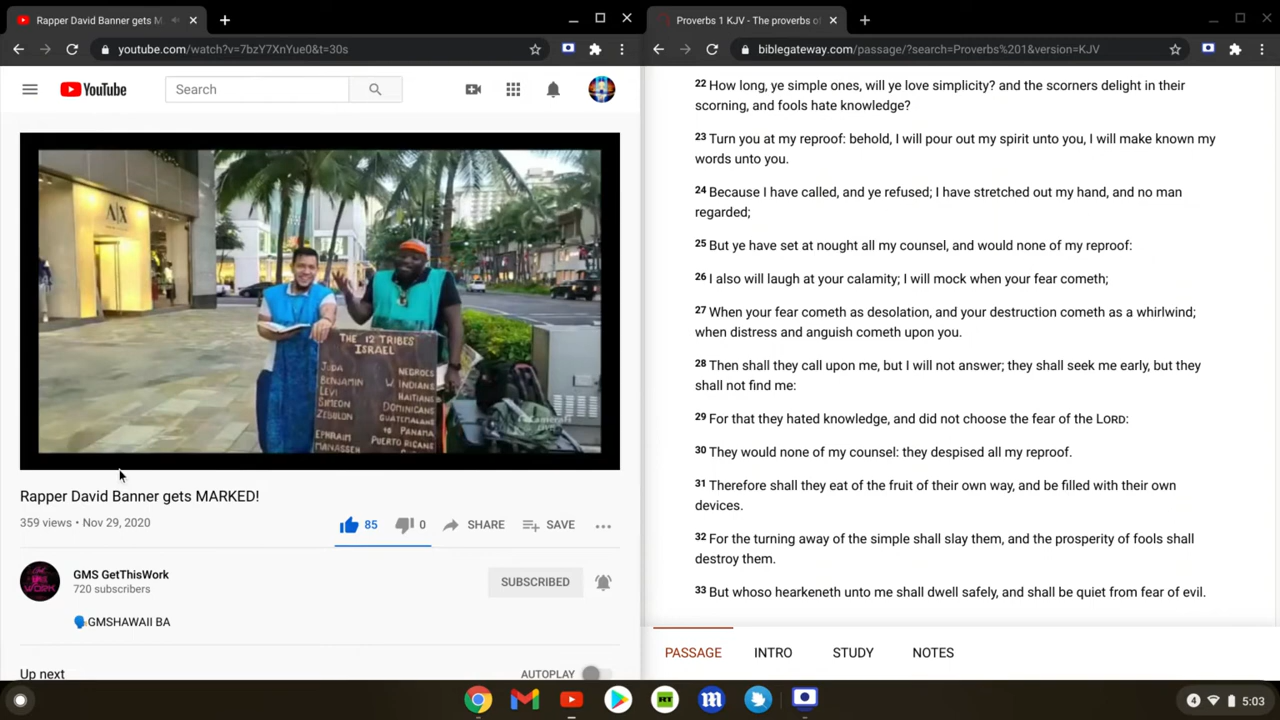 Rapper David Banner gets M
youtube.com/watch?v=7bzY7XnYue0&t=30s
YouTube
Search
A|X
THE 12 TRIBES
ISRAEL
JUDA NEGROES
BENJAMIN W INDIANS
LEVI HAITIANS
SIMEON DOMINICANS
ZEBULON GUATEMALANS
TO PANAMA
EPHRAIM PUERTO RICANS
MANASSEH
Rapper David Banner gets MARKED!
359 views • Nov 29, 2020
85 0 SHARE SAVE
GMS GetThisWork
720 subscribers
SUBSCRIBED
GMSHAWAII BA
Up next
AUTOPLAY
Proverbs 1 KJV - The proverbs of
biblegateway.com/passage/?search=Proverbs%201&version=KJV
22 How long, ye simple ones, will ye love simplicity? and the scorners delight in their
scorning, and fools hate knowledge?
23 Turn you at my reproof: behold, I will pour out my spirit unto you, I will make known my
words unto you.
24 Because I have called, and ye refused; I have stretched out my hand, and no man
regarded;
25 But ye have set at nought all my counsel, and would none of my reproof:
26 I also will laugh at your calamity; I will mock when your fear cometh;
27 When your fear cometh as desolation, and your destruction cometh as a whirlwind;
when distress and anguish cometh upon you.
28 Then shall they call upon me, but I will not answer; they shall seek me early, but they
shall not find me:
29 For that they hated knowledge, and did not choose the fear of the LORD:
30 They would none of my counsel: they despised all my reproof.
31 Therefore shall they eat of the fruit of their own way, and be filled with their own
devices.
32 For the turning away of the simple shall slay them, and the prosperity of fools shall
destroy them.
33 But whoso hearkeneth unto me shall dwell safely, and shall be quiet from fear of evil.
PASSAGE INTRO STUDY NOTES
RT
4 5:03